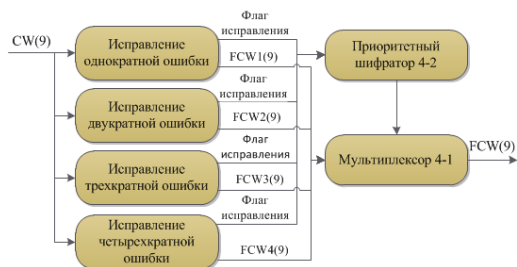 CW(9)
Исправление
однократной ошибки
Флаг
исправления
FCW1(9)
Исправление
двукратной ошибки
Флаг
исправления
FCW2(9)
Исправление
трехкратной ошибки
Флаг
исправления
FCW3(9)
Исправление
четырехкратной
ошибки
Флаг
исправления
FCW4(9)
Приоритетный
шифратор 4-2
Мультиплексор 4-1
FCW(9)